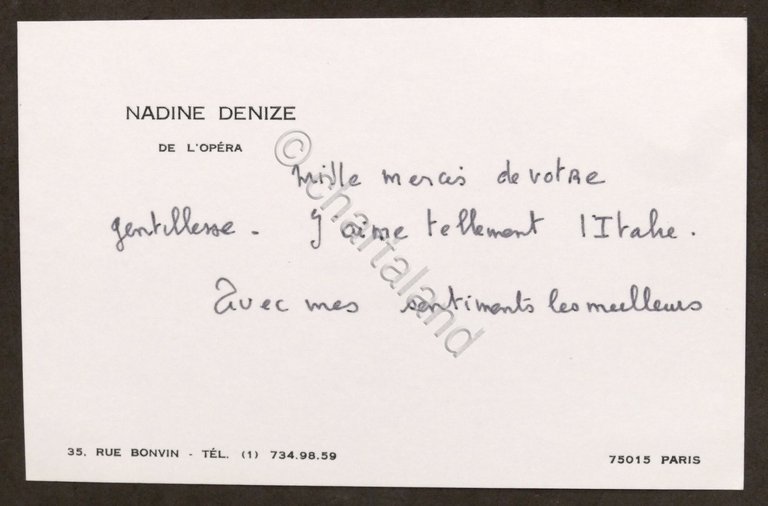 NADINE DENIZE
DE L'OPÉRA
Mille mercis de votre
gentillesse. J'aime tellement l'Italie.
Avec mes sentiments les meilleurs
35, RUE BONVIN - TÉL. (1) 734.98.59
75015 PARIS
© chartaland